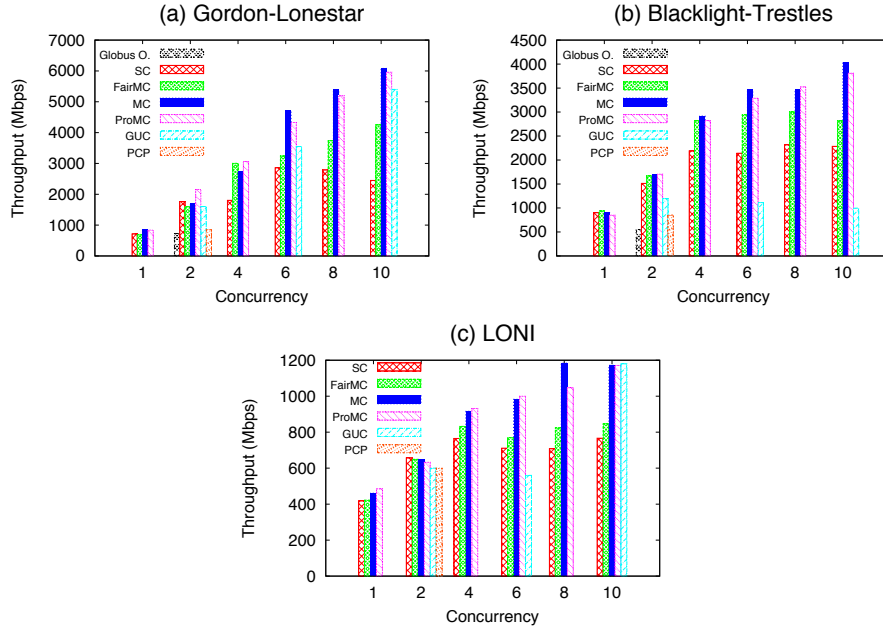 (a) Gordon-Lonestar
Throughput (Mbps)
7000
6000
5000
4000
3000
2000
1000
0
Globus O.
SC
FairMC
MC
ProMC
GUC
PCP
1 2 4 6 8 10
Concurrency
(b) Blacklight-Trestles
Throughput (Mbps)
4500
4000
3500
3000
2500
2000
1500
1000
500
0
Globus O.
SC
FairMC
MC
ProMC
GUC
PCP
1 2 4 6 8 10
Concurrency
(c) LONI
Throughput (Mbps)
1200
1000
800
600
400
200
0
SC
FairMC
MC
ProMC
GUC
PCP
1 2 4 6 8 10
Concurrency